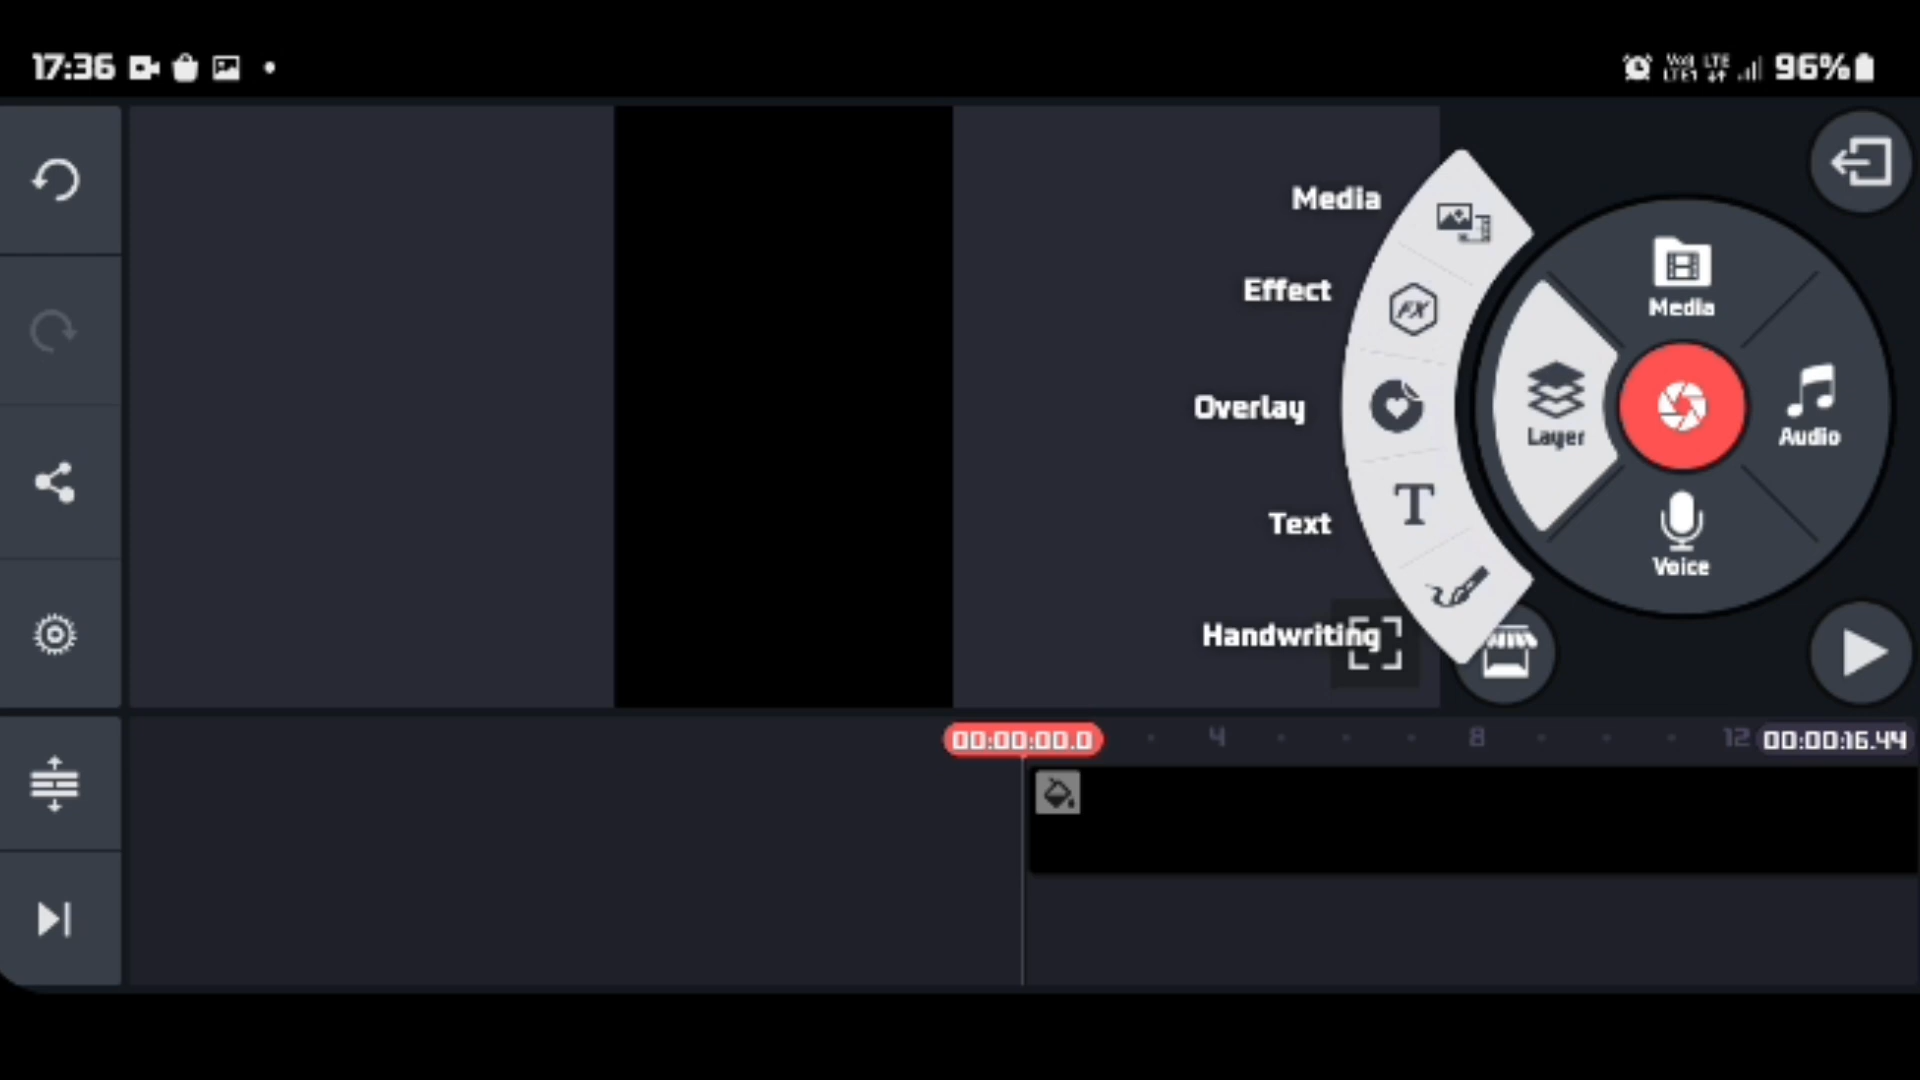 17:36
96%
Media
Effect
Overlay
Text
Handwriting
Media
Layer
Audio
Voice
00:00:00.0
4
8
12
00:00:16.44